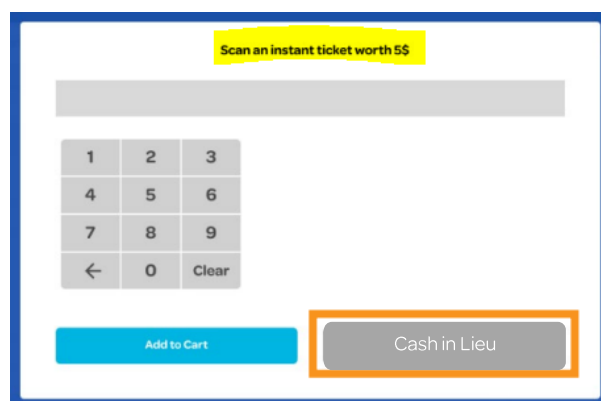 Scan an instant ticket worth 5$
1 2 3
4 5 6
7 8 9
← 0 Clear
Add to Cart
Cash in Lieu